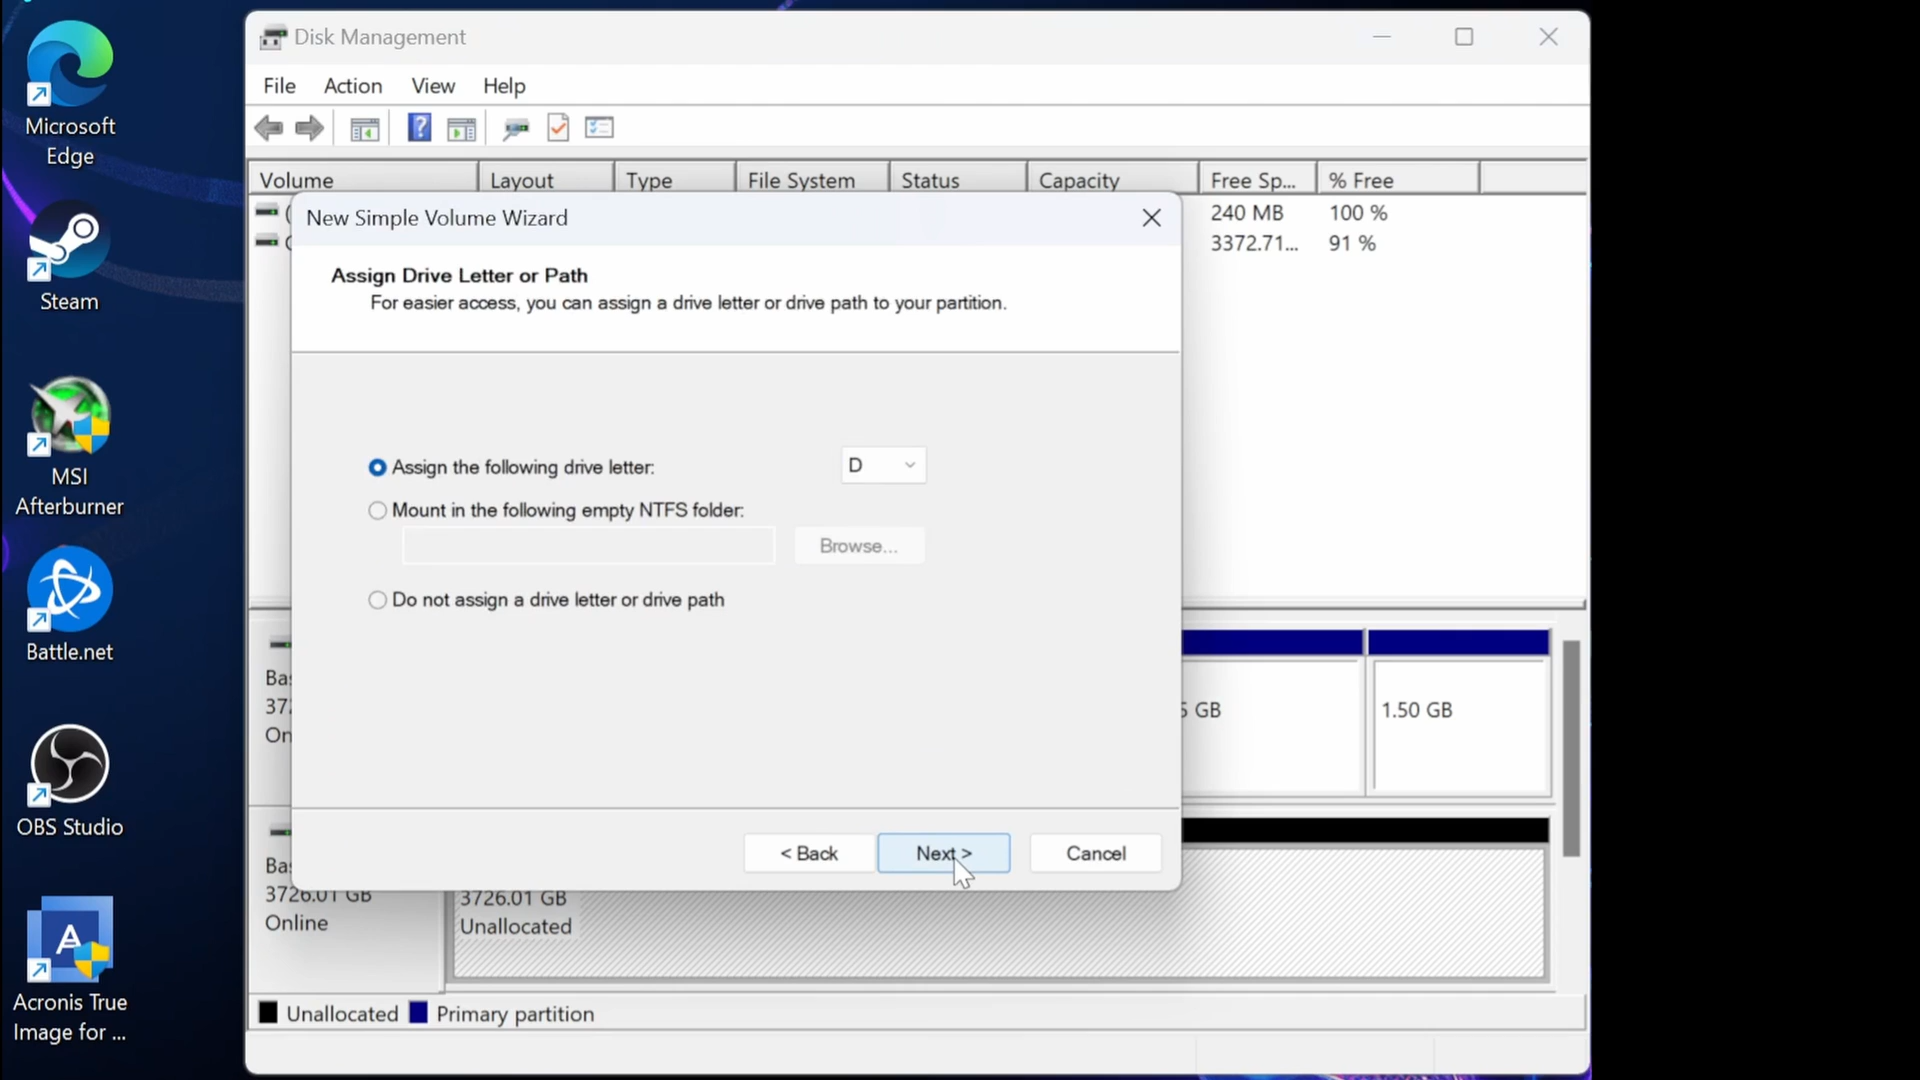 Microsoft
Edge
Steam
MSI
Afterburner
Battle.net
OBS Studio
Acronis True
Image for ...
Disk Management
File Action View Help
Volume Layout Type File System Status Capacity Free Sp... % Free
240 MB 100 %
3372.71... 91 %
New Simple Volume Wizard
Assign Drive Letter or Path
For easier access, you can assign a drive letter or drive path to your partition.
Assign the following drive letter: D
Mount in the following empty NTFS folder:
Browse...
Do not assign a drive letter or drive path
< Back Next > Cancel
5 GB 1.50 GB
3726.01 GB
Online
3726.01 GB
Unallocated
Unallocated Primary partition